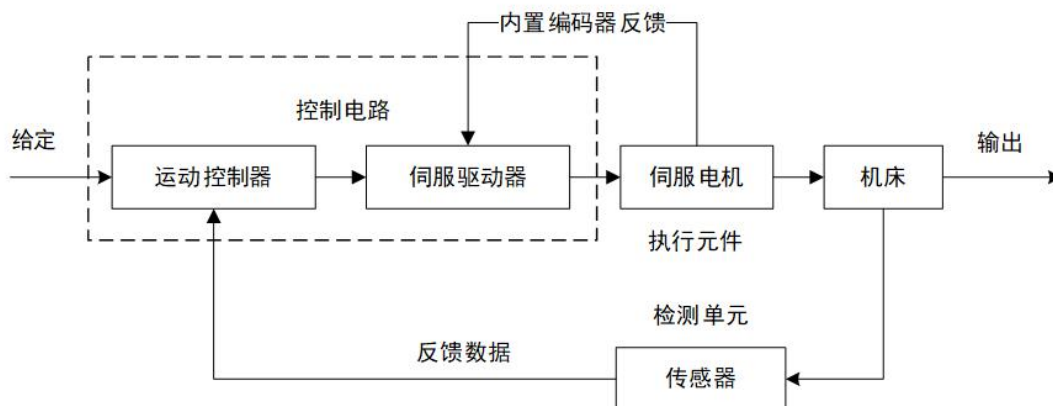 内置编码器反馈
控制电路
给定
输出
运动控制器
伺服驱动器
伺服电机
机床
执行元件
检测单元
反馈数据
传感器